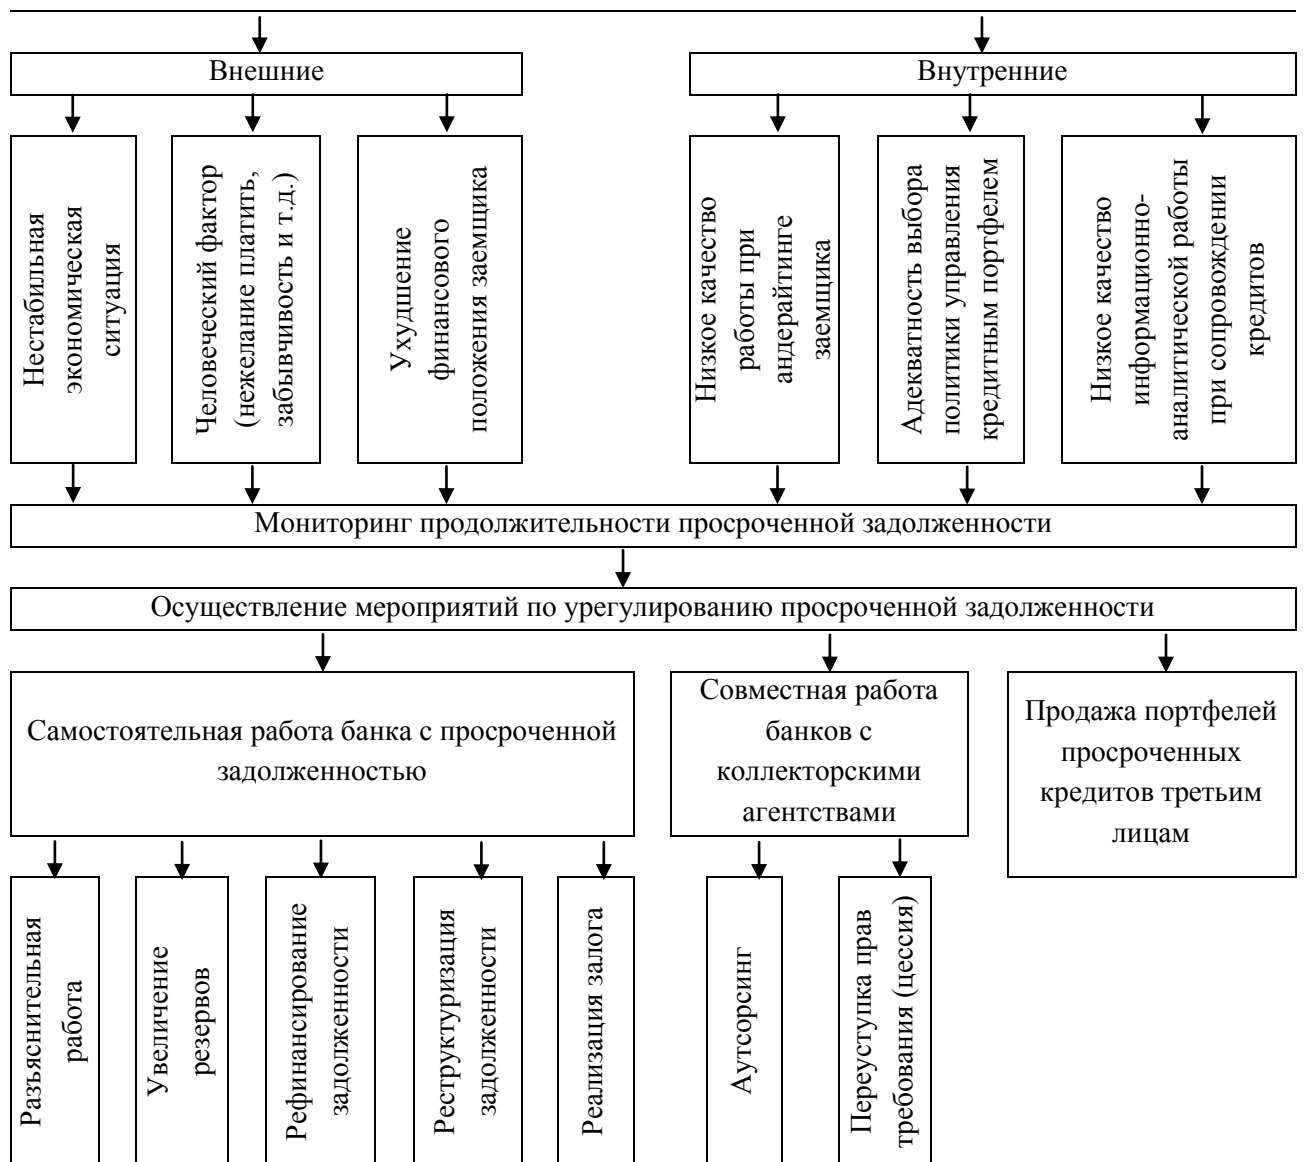 Внешние
Внутренние
Нестабильная
экономическая
ситуация
Человеческий фактор
(нежелание платить,
забывчивость и т.д.)
Ухудшение
финансового
положения заемщика
Низкое качество
работы при
андерайтинге
заемщика
Адекватность выбора
политики управления
кредитным портфелем
Низкое качество
информационно-
аналитической работы
при сопровождении
кредитов
Мониторинг продолжительности просроченной задолженности
Осуществление мероприятий по урегулированию просроченной задолженности
Самостоятельная работа банка с просроченной
задолженностью
Совместная работа
банков с
коллекторскими
агентствами
Продажа портфелей
просроченных
кредитов третьим
лицам
Разъяснительная
работа
Увеличение
резервов
Рефинансирование
задолженности
Реструктуризация
задолженности
Реализация залога
Аутсорсинг
Переуступка прав
требования (цессия)